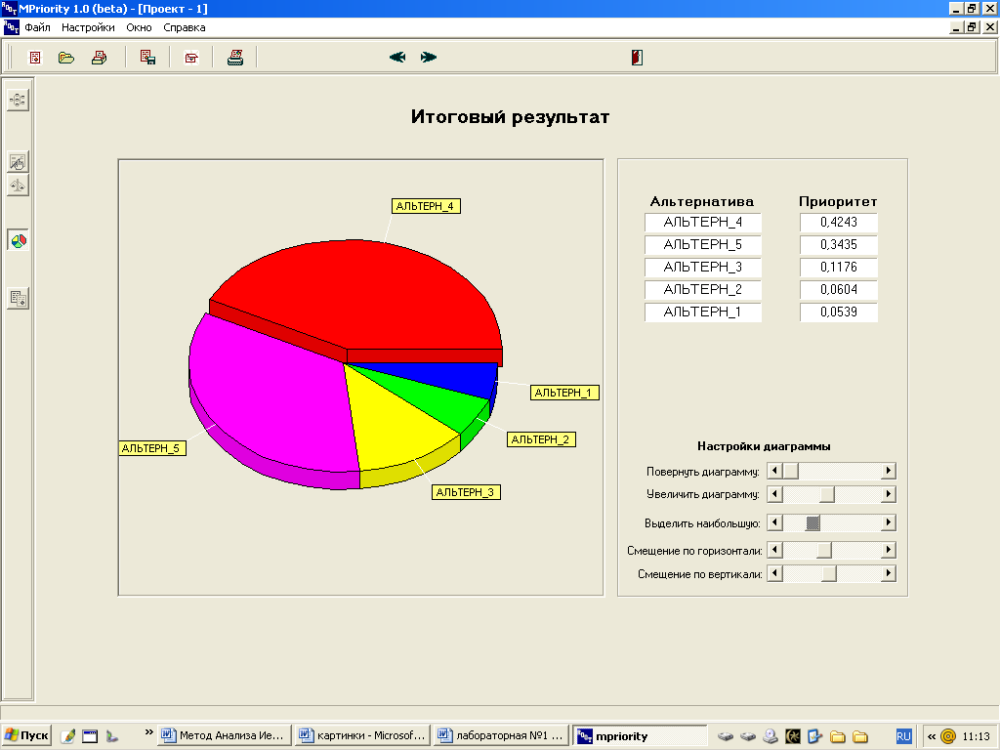 MPriority 1.0 (beta) - [Проект - 1]
Файл Настройки Окно Справка
Итоговый результат
АЛЬТЕРН_4
АЛЬТЕРН_1
АЛЬТЕРН_2
АЛЬТЕРН_5
АЛЬТЕРН_3
Альтернатива Приоритет
АЛЬТЕРН_4 0,4243
АЛЬТЕРН_5 0,3435
АЛЬТЕРН_3 0,1176
АЛЬТЕРН_2 0,0604
АЛЬТЕРН_1 0,0539
Настройки диаграммы
Повернуть диаграмму:
Увеличить диаграмму:
Выделить наибольшую:
Смещение по горизонтали:
Смещение по вертикали:
Пуск » Метод Анализа Ие... картинки - Microsof... лабораторная №1 ... mpriority RU « 11:13